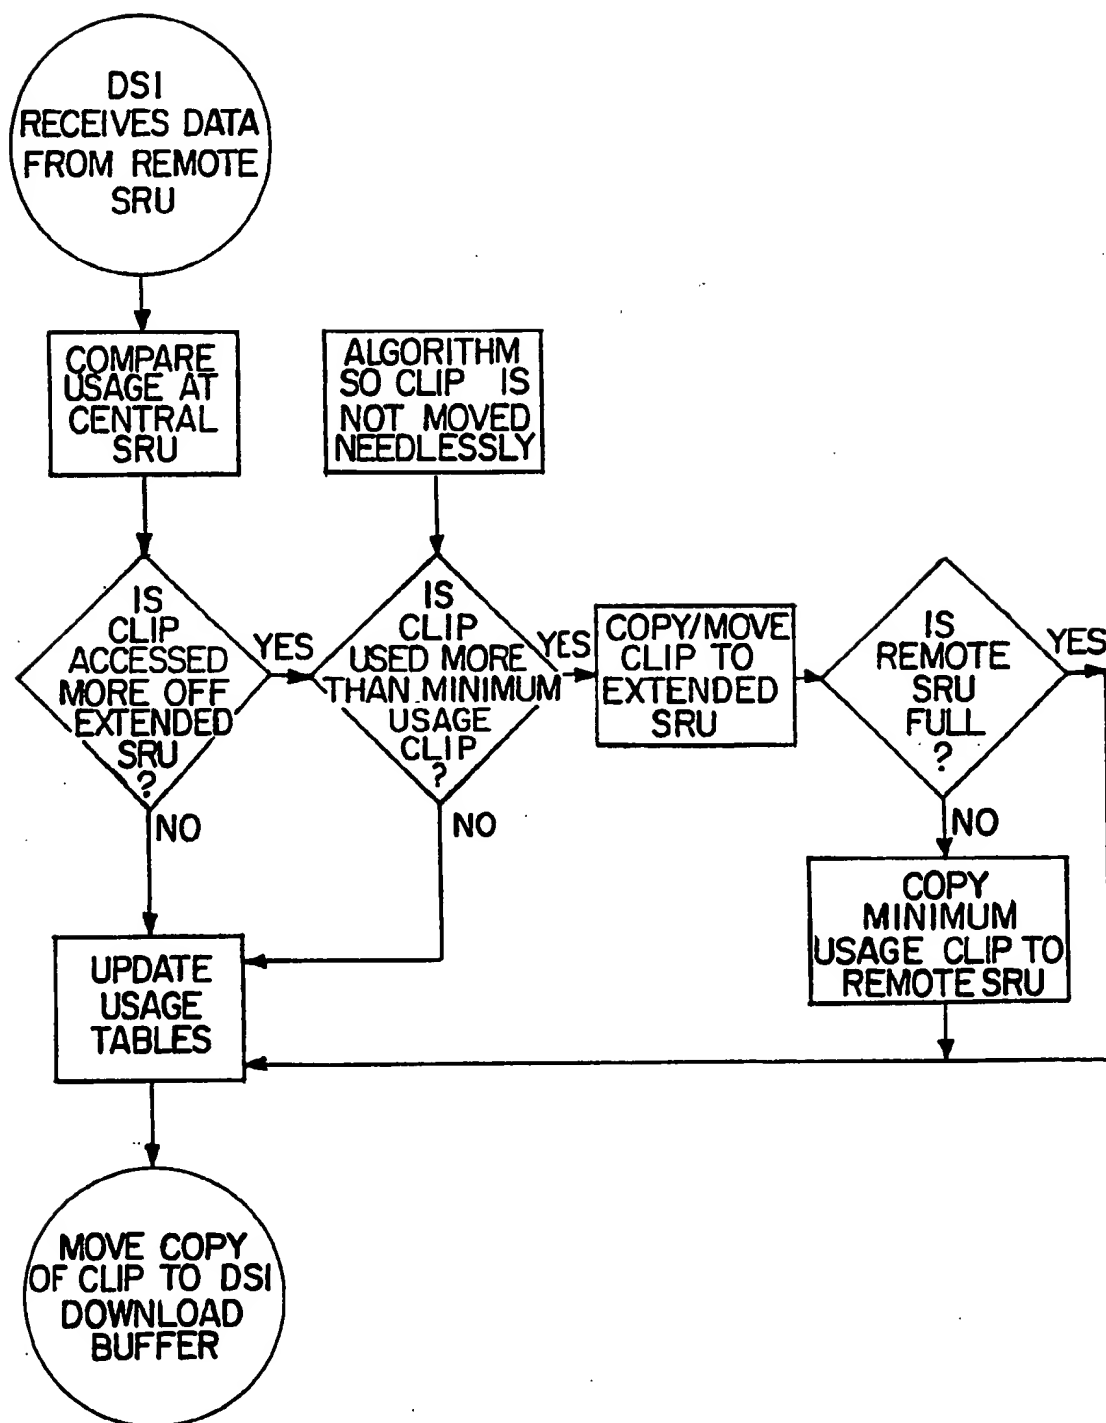 DSI
RECEIVES DATA
FROM REMOTE
SRU
COMPARE
USAGE AT
CENTRAL
SRU
ALGORITHM
SO CLIP IS
NOT MOVED
NEEDLESSLY
IS
CLIP
ACCESSED
MORE OFF
EXTENDED
SRU
?
YES
NO
IS
CLIP
USED MORE
THAN MINIMUM
USAGE
CLIP
?
YES
NO
COPY/MOVE
CLIP TO
EXTENDED
SRU
IS
REMOTE
SRU
FULL
?
YES
NO
COPY
MINIMUM
USAGE CLIP TO
REMOTE SRU
UPDATE
USAGE
TABLES
MOVE COPY
OF CLIP TO DSI
DOWNLOAD
BUFFER